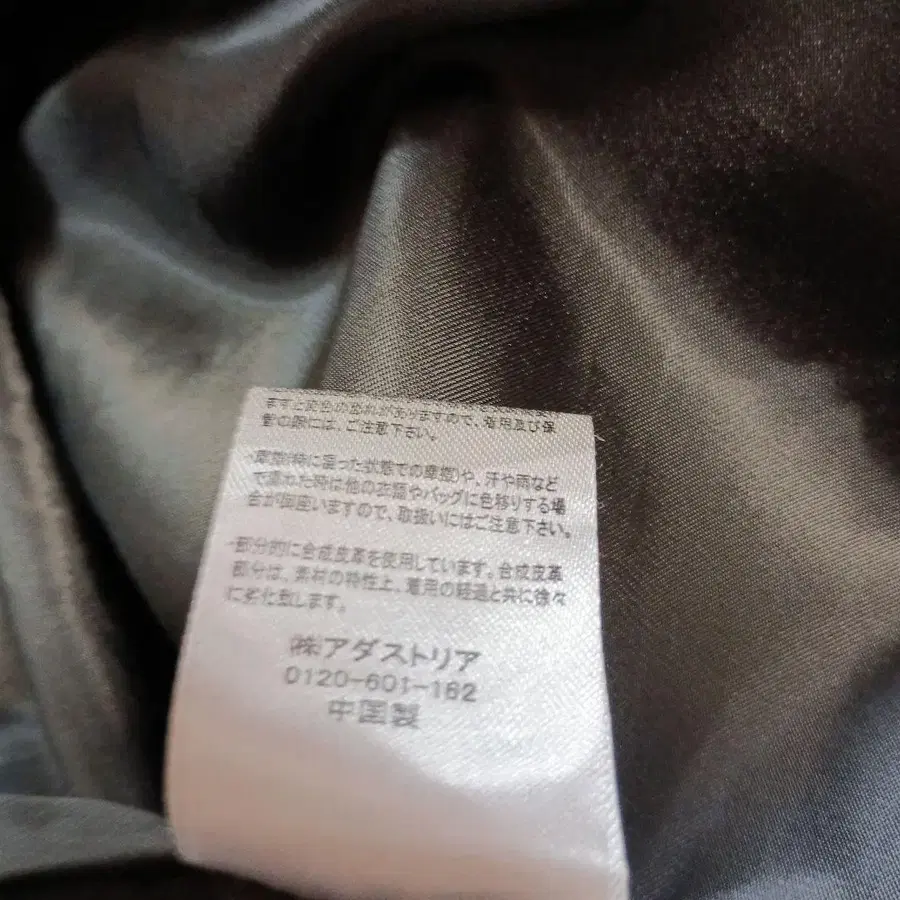 ますと変色の恐れがありますので、着用及び保
管の際には、ご注意下さい。
・摩擦(特に湿った状態での摩擦)や、汗や雨など
で濡れた時は他の衣類やバッグに色移りする場
合が御座いますので、取扱いにはご注意下さい。
・部分的に合成皮革を使用しています。合成皮革
部分は、素材の特性上、着用の経過と共に徐々
に劣化致します。
㈱アダストリア
0120-601-162
中国製